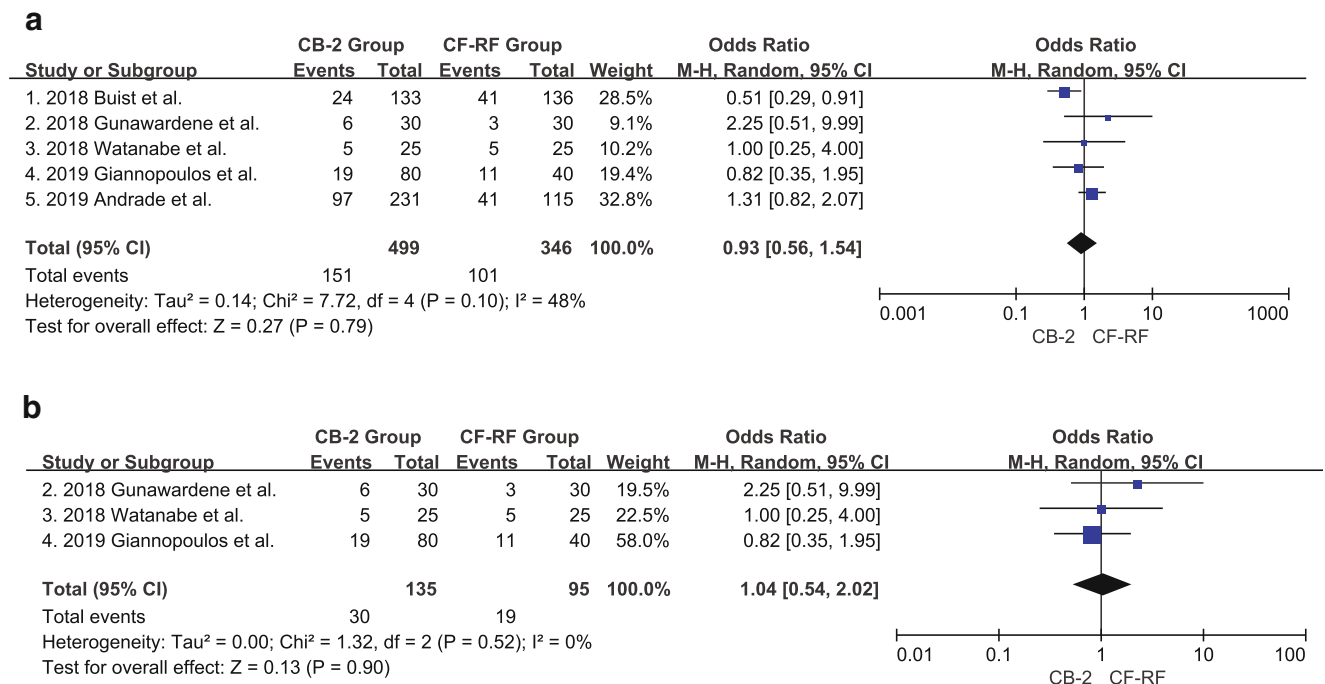 a
CB-2 Group CF-RF Group Odds Ratio Odds Ratio
Study or Subgroup Events Total Events Total Weight M-H, Random, 95% CI M-H, Random, 95% CI
1. 2018 Buist et al. 24 133 41 136 28.5% 0.51 [0.29, 0.91]
2. 2018 Gunawardene et al. 6 30 3 30 9.1% 2.25 [0.51, 9.99]
3. 2018 Watanabe et al. 5 25 5 25 10.2% 1.00 [0.25, 4.00]
4. 2019 Giannopoulos et al. 19 80 11 40 19.4% 0.82 [0.35, 1.95]
5. 2019 Andrade et al. 97 231 41 115 32.8% 1.31 [0.82, 2.07]
Total (95% CI) 499 346 100.0% 0.93 [0.56, 1.54]
Total events 151 101
Heterogeneity: Tau² = 0.14; Chi² = 7.72, df = 4 (P = 0.10); I² = 48%
Test for overall effect: Z = 0.27 (P = 0.79)
0.001 0.1 1 10 1000
CB-2 CF-RF
b
CB-2 Group CF-RF Group Odds Ratio Odds Ratio
Study or Subgroup Events Total Events Total Weight M-H, Random, 95% CI M-H, Random, 95% CI
2. 2018 Gunawardene et al. 6 30 3 30 19.5% 2.25 [0.51, 9.99]
3. 2018 Watanabe et al. 5 25 5 25 22.5% 1.00 [0.25, 4.00]
4. 2019 Giannopoulos et al. 19 80 11 40 58.0% 0.82 [0.35, 1.95]
Total (95% CI) 135 95 100.0% 1.04 [0.54, 2.02]
Total events 30 19
Heterogeneity: Tau² = 0.00; Chi² = 1.32, df = 2 (P = 0.52); I² = 0%
Test for overall effect: Z = 0.13 (P = 0.90)
0.01 0.1 1 10 100
CB-2 CF-RF